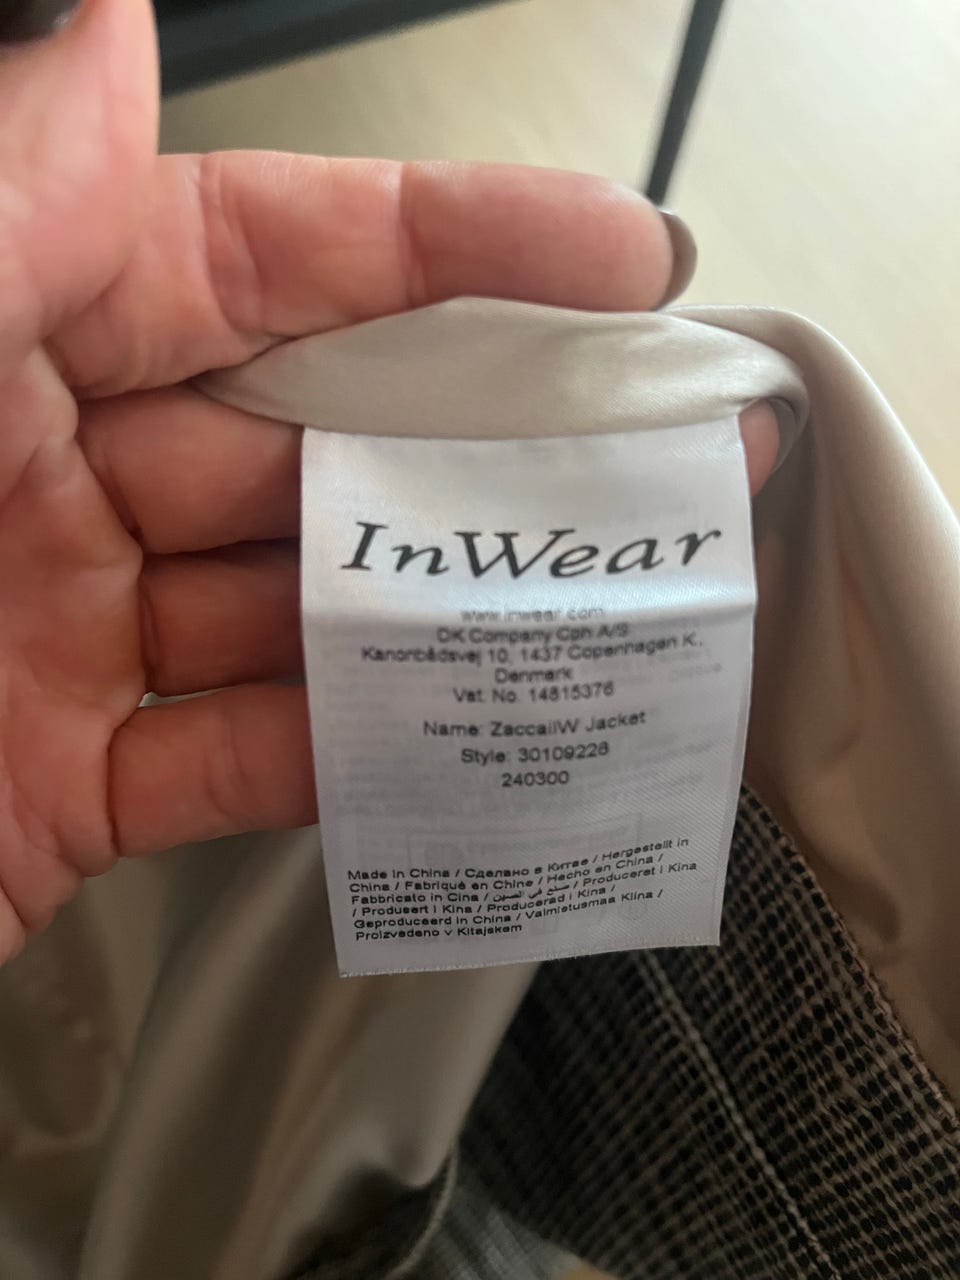 InWear
www.inwear.com
DK Company Cph A/S
Kanonbådsvej 10, 1437 Copenhagen K.,
Denmark
Vat. No. 14815376
Name: ZaccaiIW Jacket
Style: 30109228
240300
Made in China / Сделано в Китае / Hergestellt in
China / Fabriqué en Chine / Hecho en China /
Fabbricato in Cina / صنع في الصين / Produceret i Kina
/ Produsert i Kina / Producerad i Kina /
Geproduceerd in China / Valmistusmaa Kiina /
Proizvedeno v Kitajskem